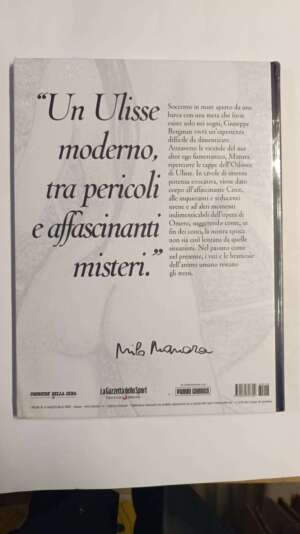 “Un Ulisse
moderno,
tra pericoli
e affascinanti
misteri.”
Soccorso in mare aperto da una
barca con una meta che forse
esiste solo nei sogni, Giuseppe
Bergman vivrà un'esperienza
difficile da dimenticare.
Attraverso le vicende del suo
alter ego fumettistico, Manara
ripercorre le tappe dell'Odissea
di Ulisse. In tavole di intensa
potenza evocativa, viene dato
corpo all'affascinante Circe,
alle inquietanti e seducenti
sirene e ad altri momenti
indimenticabili dell'opera di
Omero, suggerendo come, in
fin dei conti, la nostra epoca
non sia così lontana da quelle
situazioni. Nel passato come
nel presente, i vizi e le bramosie
dell'animo umano restano
gli stessi.
Milo Manara
CORRIERE DELLA SERA
La Gazzetta dello Sport
PANINI COMICS